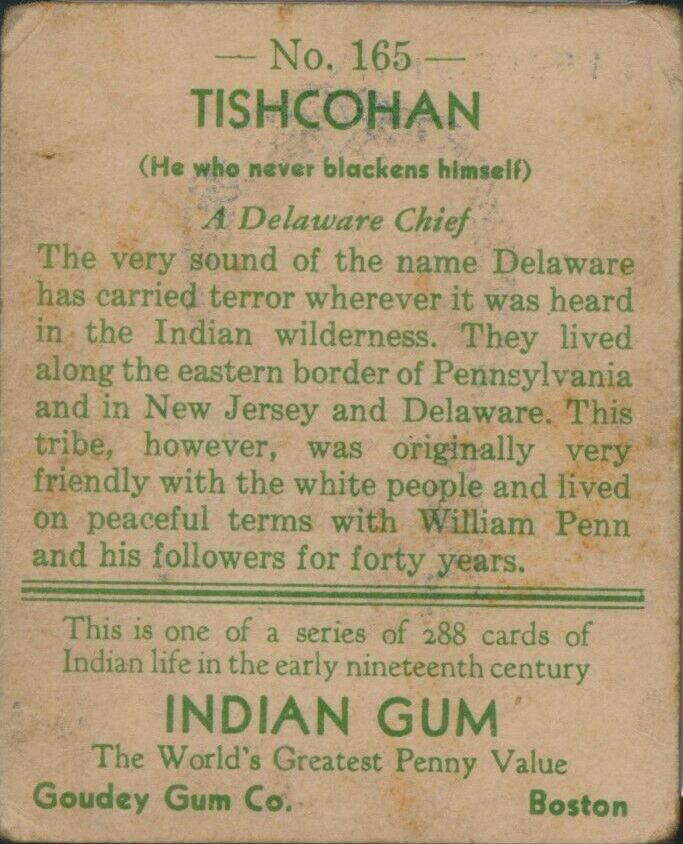 — No. 165 —
TISHCOHAN
(He who never blackens himself)
A Delaware Chief
The very sound of the name Delaware
has carried terror wherever it was heard
in the Indian wilderness. They lived
along the eastern border of Pennsylvania
and in New Jersey and Delaware. This
tribe, however, was originally very
friendly with the white people and lived
on peaceful terms with William Penn
and his followers for forty years.
This is one of a series of 288 cards of
Indian life in the early nineteenth century
INDIAN GUM
The World's Greatest Penny Value
Goudey Gum Co. Boston